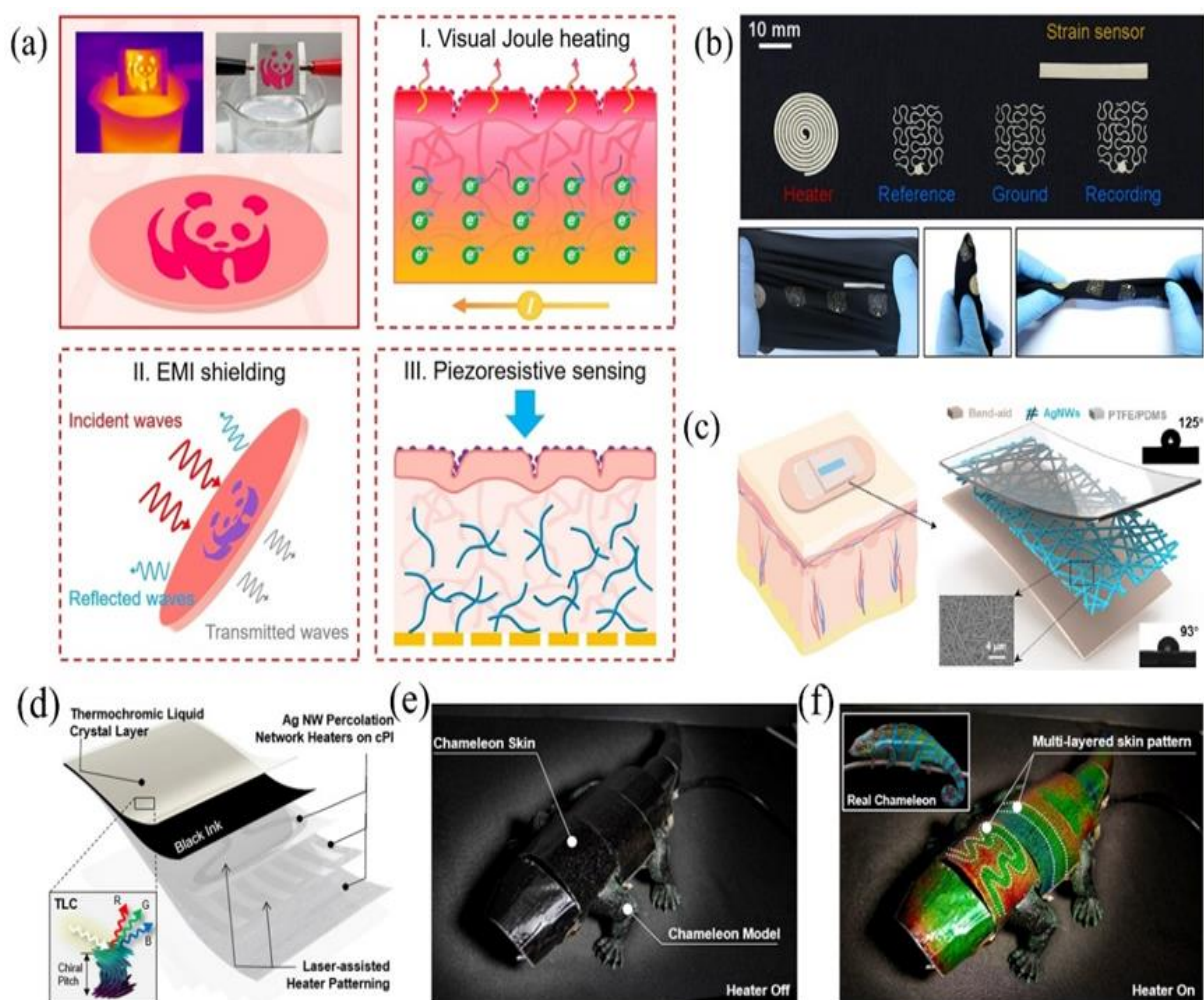 (a)
I. Visual Joule heating
e⁻ e⁻ e⁻ e⁻ e⁻
e⁻ e⁻ e⁻ e⁻ e⁻
e⁻ e⁻ e⁻ e⁻ e⁻
I
II. EMI shielding
Incident waves
Reflected waves
Transmitted waves
III. Piezoresistive sensing
(b)
10 mm
Strain sensor
Heater
Reference
Ground
Recording
(c)
Band-aid
AgNWs
PTFE/PDMS
125°
4 μm
93°
(d)
Thermochromic Liquid
Crystal Layer
Ag NW Percolation
Network Heaters on cPI
Black Ink
TLC
R
G
B
Chiral
Pitch
Laser-assisted
Heater Patterning
(e)
Chameleon Skin
Chameleon Model
Heater Off
(f)
Real Chameleon
Multi-layered skin pattern
Heater On